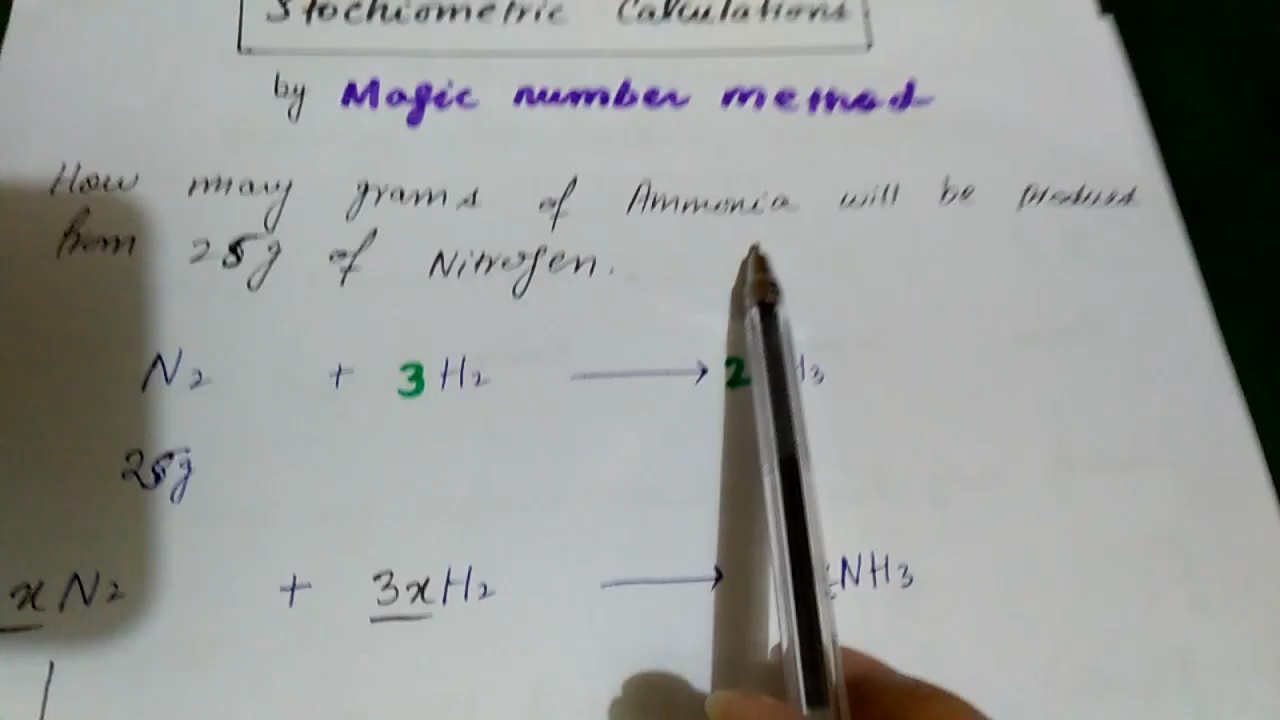 Stochiometric Calculations
by Magic number method
How many grams of Ammonia will be produced
from 25g of Nitrogen.
N2 + 3H2 → 2 H3
25g
xN2 + 3xH2 → NH3